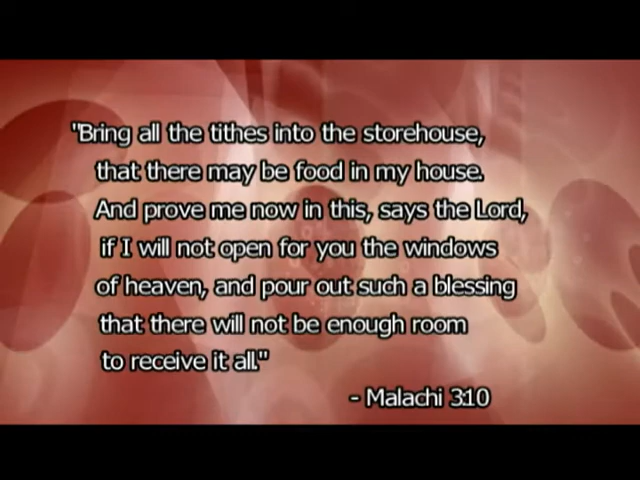 "Bring all the tithes into the storehouse,
that there may be food in my house.
And prove me now in this, says the Lord,
if I will not open for you the windows
of heaven, and pour out such a blessing
that there will not be enough room
to receive it all."
- Malachi 3:10